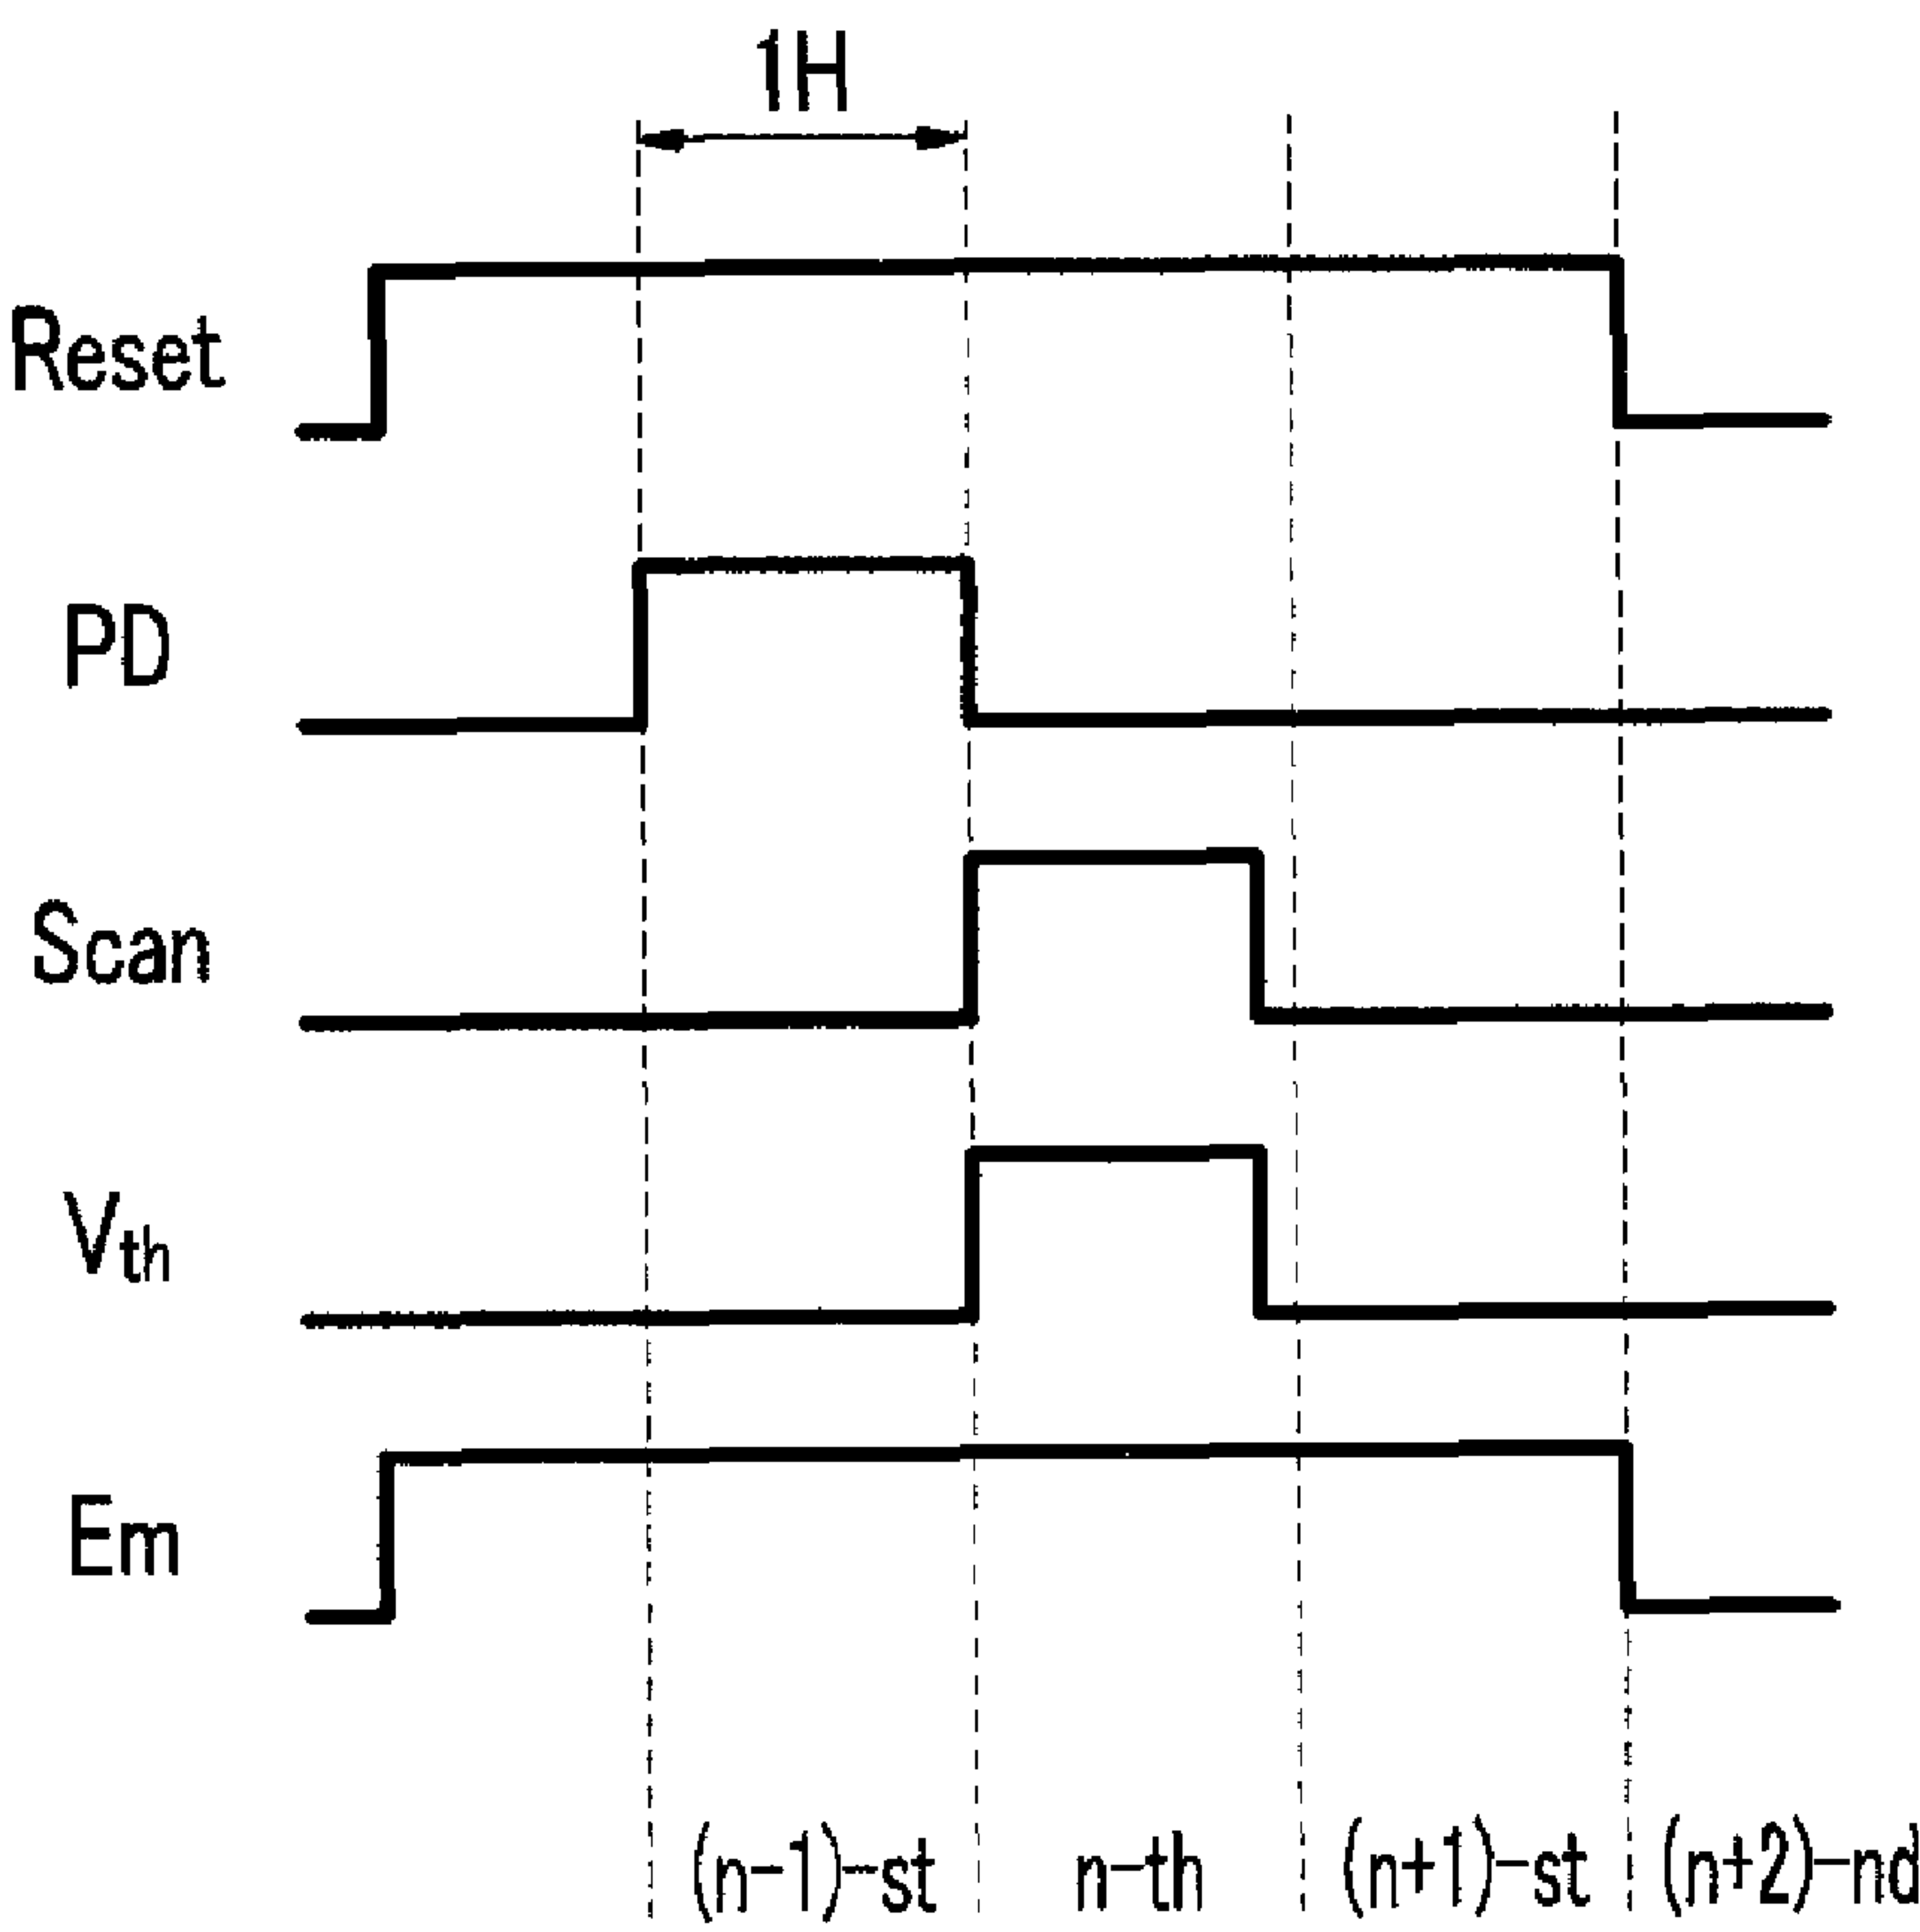 1H
Reset
PD
Scan
Vth
Em
(n-1)-st n-th (n+1)-st (n+2)-nd